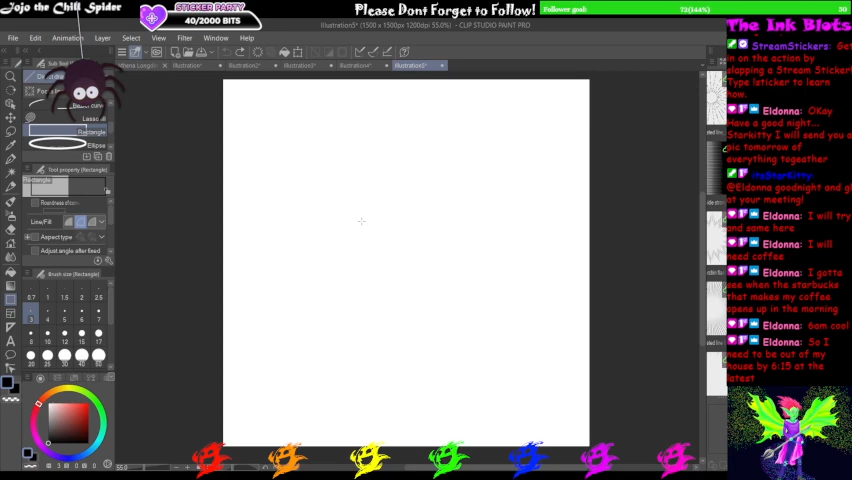 Jojo the Chill Spider
STICKER PARTY
40/2000 BITS
Please Dont Forget to Follow!
Follower goal:
72(144%)
50
Illustration5* (1500 x 1500px 1200dpi 55.0%) - CLIP STUDIO PAINT PRO
File
Edit
Animation
Layer
Select
View
Filter
Window
Help
Illustration*
Illustration2*
Illustration3*
Illustration4*
Illustration5*
Sub Tool
Lasso
Rectangle
Ellipse
Tool property (Rectangle)
Rectangle
Line/Fill
Aspect type
Adjust angle after fixed
Brush size (Rectangle)
0.7
1
1.5
2
2.5
3
4
5
6
7
8
10
12
15
17
20
25
30
40
50
55.0
The Ink Blots
StreamStickers: Get
in on the action by
slapping a Stream Sticker!
Type !sticker to learn
how.
Eldonna: OKay
Have a good night...
Starkitty I will send you a
pic tomorrow of
everything togeather
itsStarKitty:
@Eldonna goodnight and gl
at your meeting!
Eldonna: I will try
and same here
Eldonna: I will
need coffee
Eldonna: I gotta
see when the starbucks
that makes my coffee
opens up in the morning
Eldonna: 6am cool
Eldonna: So I
need to be out of my
house by 6:15 at the
latest